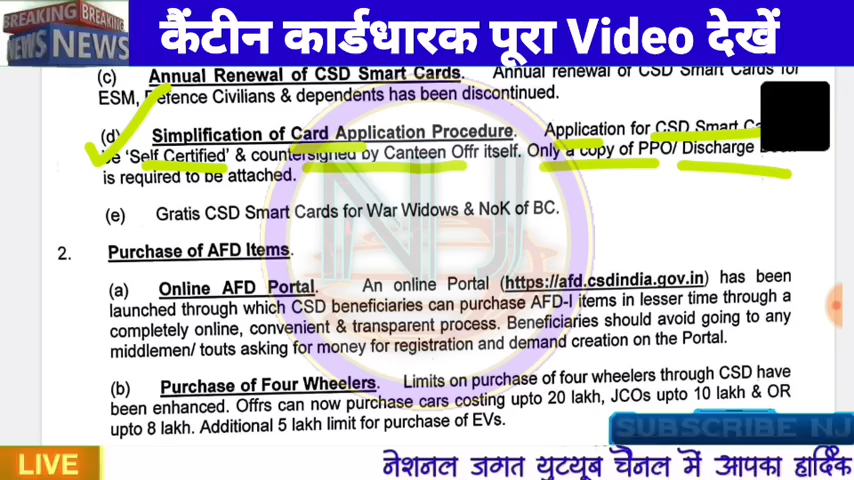 BREAKING BREAKING
NEWS NEWS
कैंटीन कार्डधारक पूरा Video देखें
(c) Annual Renewal of CSD Smart Cards. Annual renewal of CSD Smart Cards for
ESM, Defence Civilians & dependents has been discontinued.
(d) Simplification of Card Application Procedure. Application for CSD Smart
be 'Self Certified' & countersigned by Canteen Offr itself. Only a copy of PPO/ Discharge
is required to be attached.
(e) Gratis CSD Smart Cards for War Widows & NoK of BC.
2. Purchase of AFD Items.
(a) Online AFD Portal. An online Portal (https://afd.csdindia.gov.in) has been
launched through which CSD beneficiaries can purchase AFD-I items in lesser time through a
completely online, convenient & transparent process. Beneficiaries should avoid going to any
middlemen/ touts asking for money for registration and demand creation on the Portal.
(b) Purchase of Four Wheelers. Limits on purchase of four wheelers through CSD have
been enhanced. Offrs can now purchase cars costing upto 20 lakh, JCOs upto 10 lakh & OR
upto 8 lakh. Additional 5 lakh limit for purchase of EVs.
NJ
SUBSCRIBE NJ
LIVE
नेशनल जगत युटयूब चैनल में आपका हार्दिक